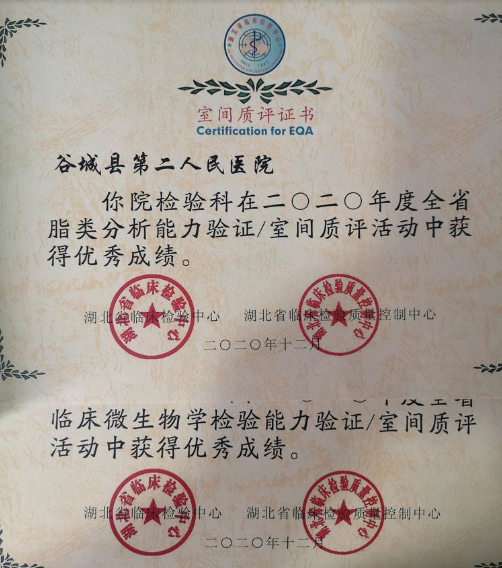 室间质评证书
Certification for EQA
谷城县第二人民医院
你院检验科在二〇二〇年度全省
脂类分析能力验证/室间质评活动中获
得优秀成绩。
湖北省临床检验中心 湖北省临床检验质量控制中心
二〇二〇年十二月
年度全省
临床微生物学检验能力验证/室间质评
活动中获得优秀成绩。
湖北省临床检验中心 湖北省临床检验质量控制中心
二〇二〇年十二月